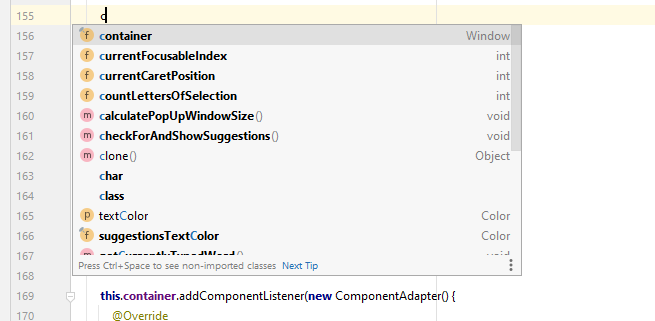 155 c
156 f container Window
157 f currentFocusableIndex int
158 f currentCaretPosition int
159 f countLettersOfSelection int
160 m calculatePopUpWindowSize() void
161 m checkForAndShowSuggestions() void
162 m clone() Object
163 char
164 class
165 p textColor Color
166 f suggestionsTextColor Color
167 m getCurrentlyTypedWord() void
168 Press Ctrl+Space to see non-imported classes Next Tip
169 this.container.addComponentListener(new ComponentAdapter() {
170 @Override